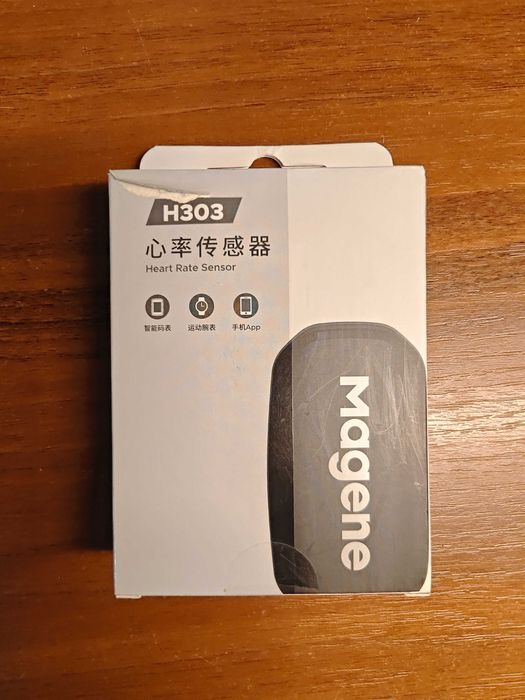 H303
心率传感器
Heart Rate Sensor
智能码表 运动腕表 手机App
Magene